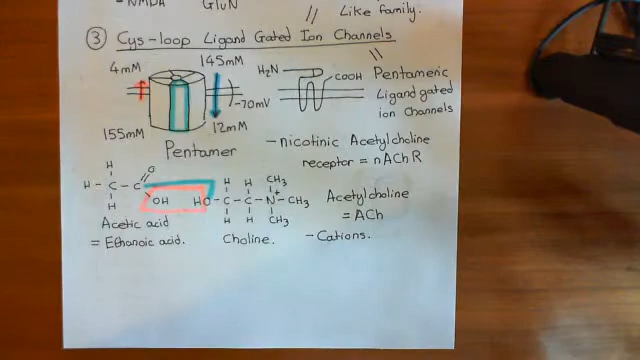 - NMDA GluN
Like family.
③ Cys-loop Ligand Gated Ion Channels
4mM 145mM
-70mV
155mM 12mM
Pentamer
H₂N COOH
Pentameric
Ligand gated
ion Channels
- nicotinic Acetylcholine
receptor = nAChR
H O H H CH₃
H - C - C HO - C - C - N⁺ - CH₃
H OH H H CH₃
Acetic acid
= Ethanoic acid.
Choline.
Acetylcholine
= ACh
- Cations.